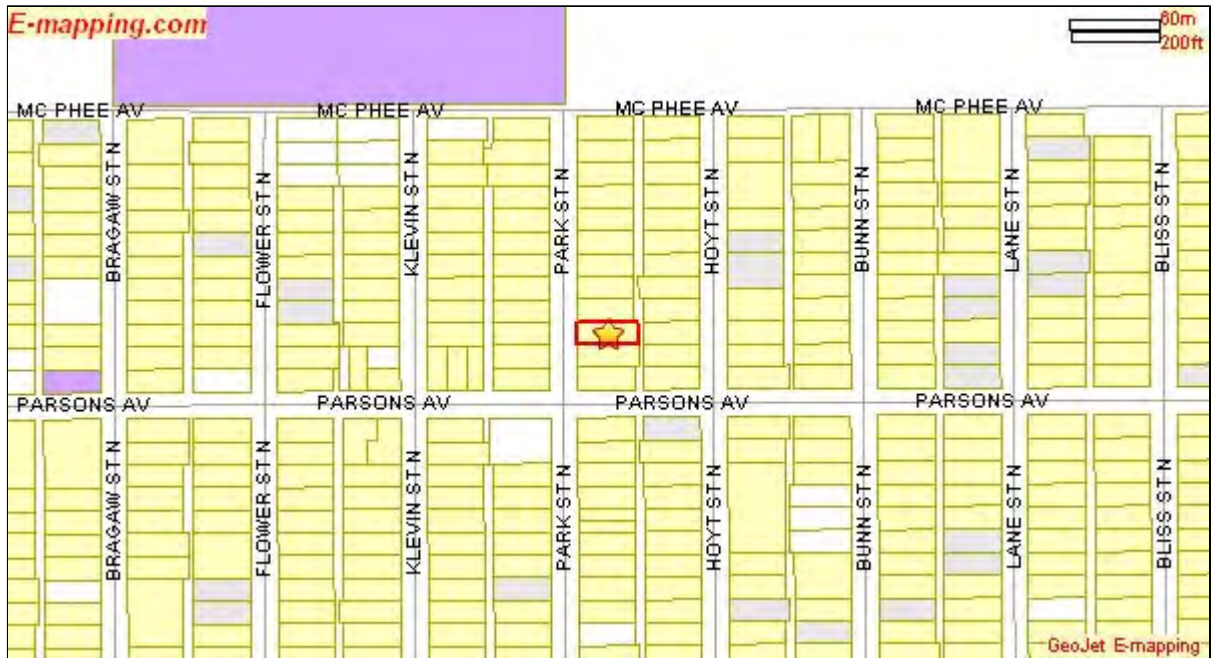 E-mapping.com
60m
200ft
MC PHEE AV
MC PHEE AV
MC PHEE AV
MC PHEE AV
BRAGAW ST N
FLOWER ST N
KLEVIN ST N
PARK ST N
HOYT ST N
BUNN ST N
LANE ST N
BLISS ST N
PARSONS AV
PARSONS AV
PARSONS AV
PARSONS AV
BRAGAW ST N
FLOWER ST N
KLEVIN ST N
PARK ST N
HOYT ST N
BUNN ST N
LANE ST N
BLISS ST N
GeoJet E-mapping